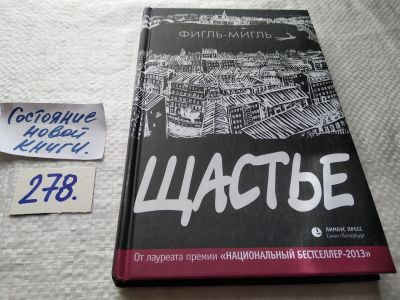 ФИГЛЬ-МИГЛЬ
Состояние
новой
книги.
278.
ЩАСТЬЕ
ЛИМБУС ПРЕСС
Санкт-Петербург
От лауреата премии «НАЦИОНАЛЬНЫЙ БЕСТСЕЛЛЕР-2013»